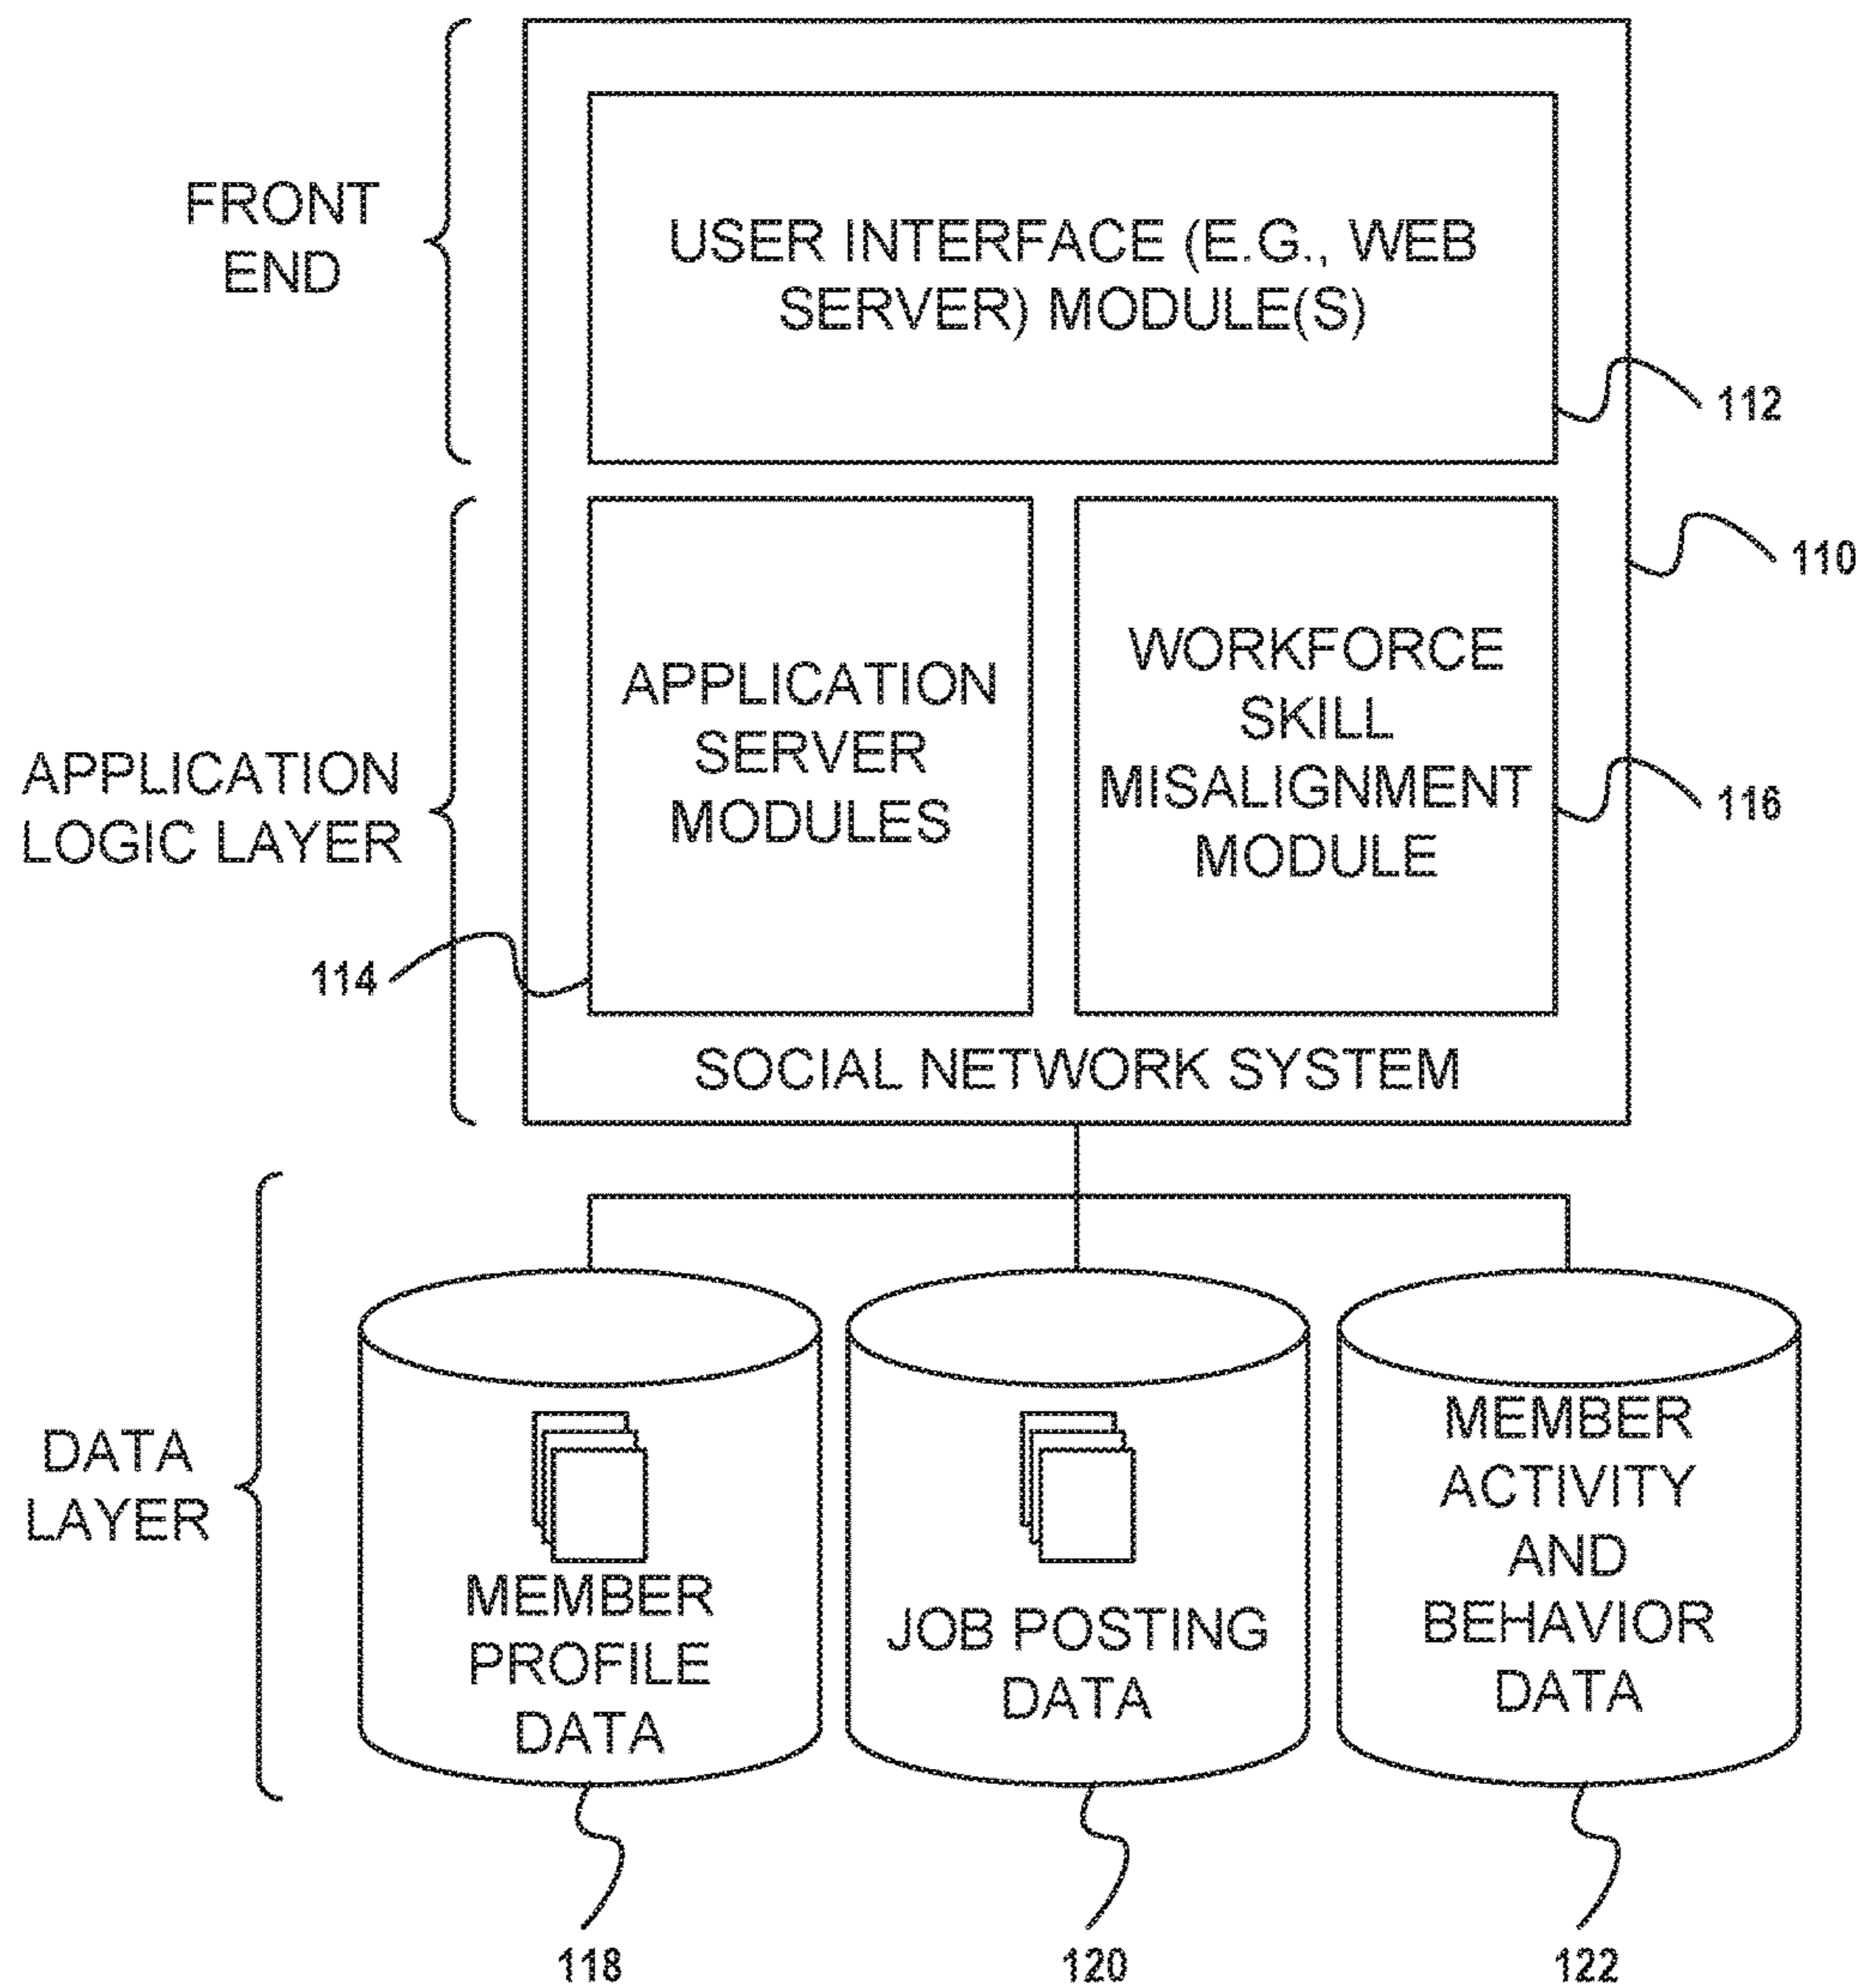 FRONT
END
USER INTERFACE (E.G., WEB
SERVER) MODULE(S)
112
110
APPLICATION
LOGIC LAYER
APPLICATION
SERVER
MODULES
WORKFORCE
SKILL
MISALIGNMENT
MODULE
116
114
SOCIAL NETWORK SYSTEM
DATA
LAYER
MEMBER
PROFILE
DATA
JOB POSTING
DATA
MEMBER
ACTIVITY
AND
BEHAVIOR
DATA
118
120
122